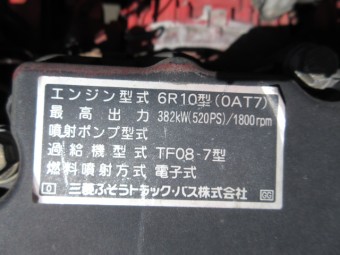 エンジン型式 6R10型(0AT7)
最高出力 382kW(520PS)/1800rpm
噴射ポンプ型式
過給機型式 TF08-7型
燃料噴射方式 電子式
三菱ふそうトラック・バス株式会社